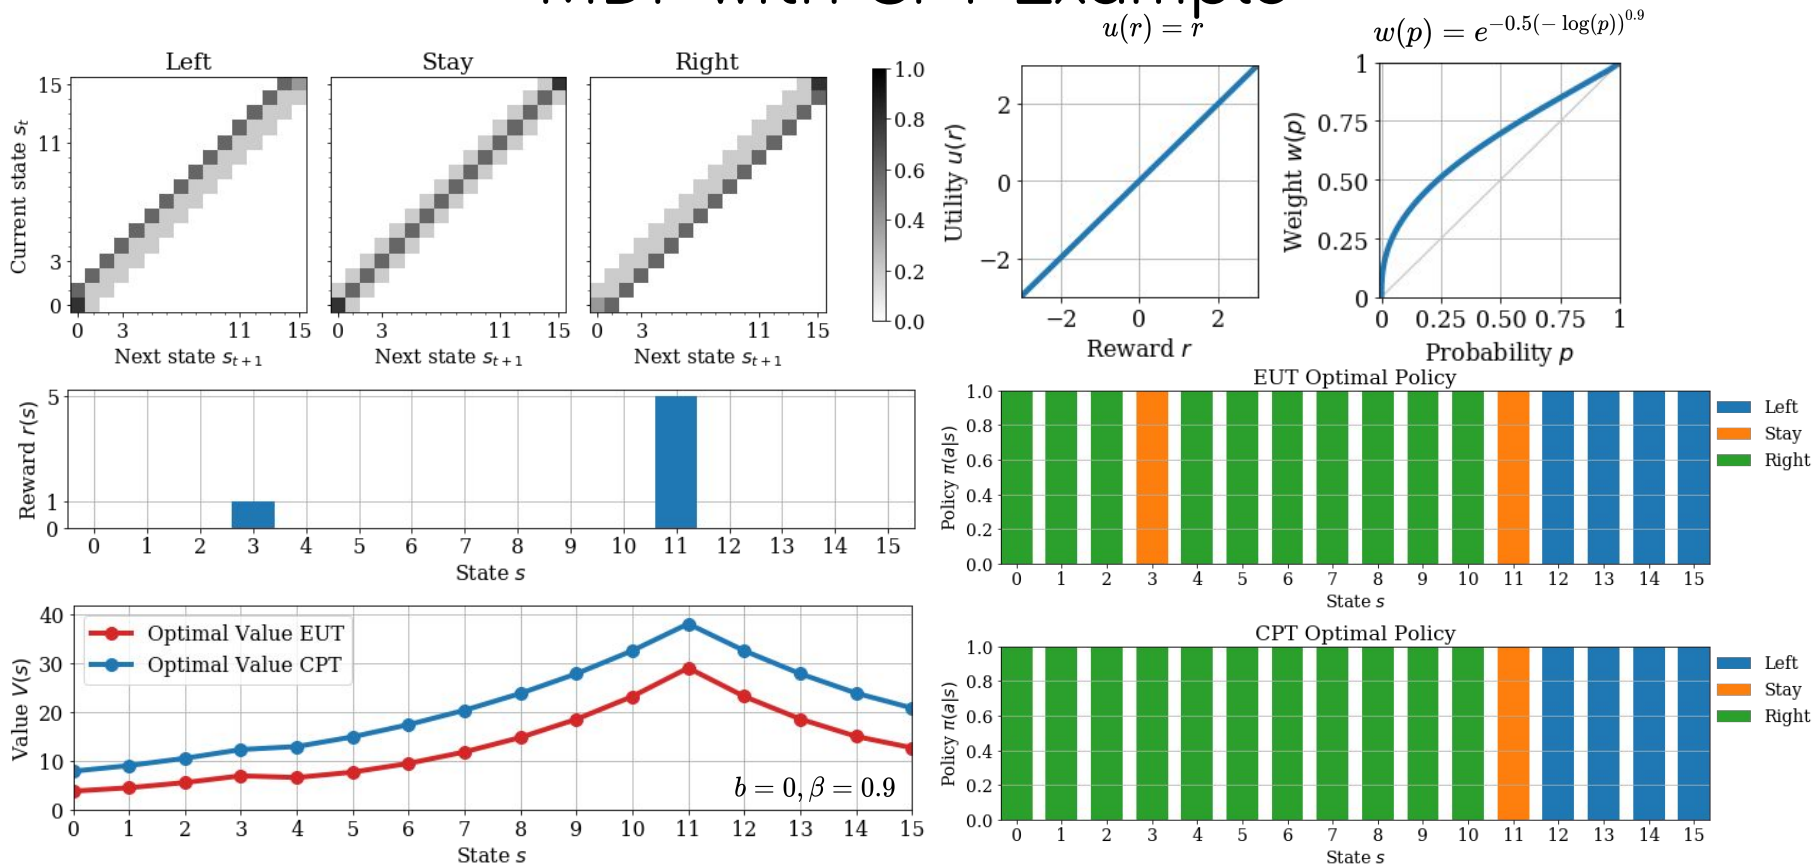 MDP with CPT Example
Left
Stay
Right
Current state s_t
15
11
3
0
0 3 11 15
0 3 11 15
0 3 11 15
Next state s_{t+1}
Next state s_{t+1}
Next state s_{t+1}
1.0
0.8
0.6
0.4
0.2
0.0
u(r) = r
Utility u(r)
2
0
−2
−2 0 2
Reward r
w(p) = e^{−0.5(− log(p))^{0.9}}
Weight w(p)
1
0.75
0.50
0.25
0
0 0.25 0.50 0.75 1
Probability p
Reward r(s)
5
1
0
0 1 2 3 4 5 6 7 8 9 10 11 12 13 14 15
State s
EUT Optimal Policy
Policy π(a|s)
1.0
0.8
0.6
0.4
0.2
0.0
0 1 2 3 4 5 6 7 8 9 10 11 12 13 14 15
State s
Left
Stay
Right
Value V(s)
40
30
20
10
0
Optimal Value EUT
Optimal Value CPT
b = 0, β = 0.9
0 1 2 3 4 5 6 7 8 9 10 11 12 13 14 15
State s
CPT Optimal Policy
Policy π(a|s)
1.0
0.8
0.6
0.4
0.2
0.0
0 1 2 3 4 5 6 7 8 9 10 11 12 13 14 15
State s
Left
Stay
Right